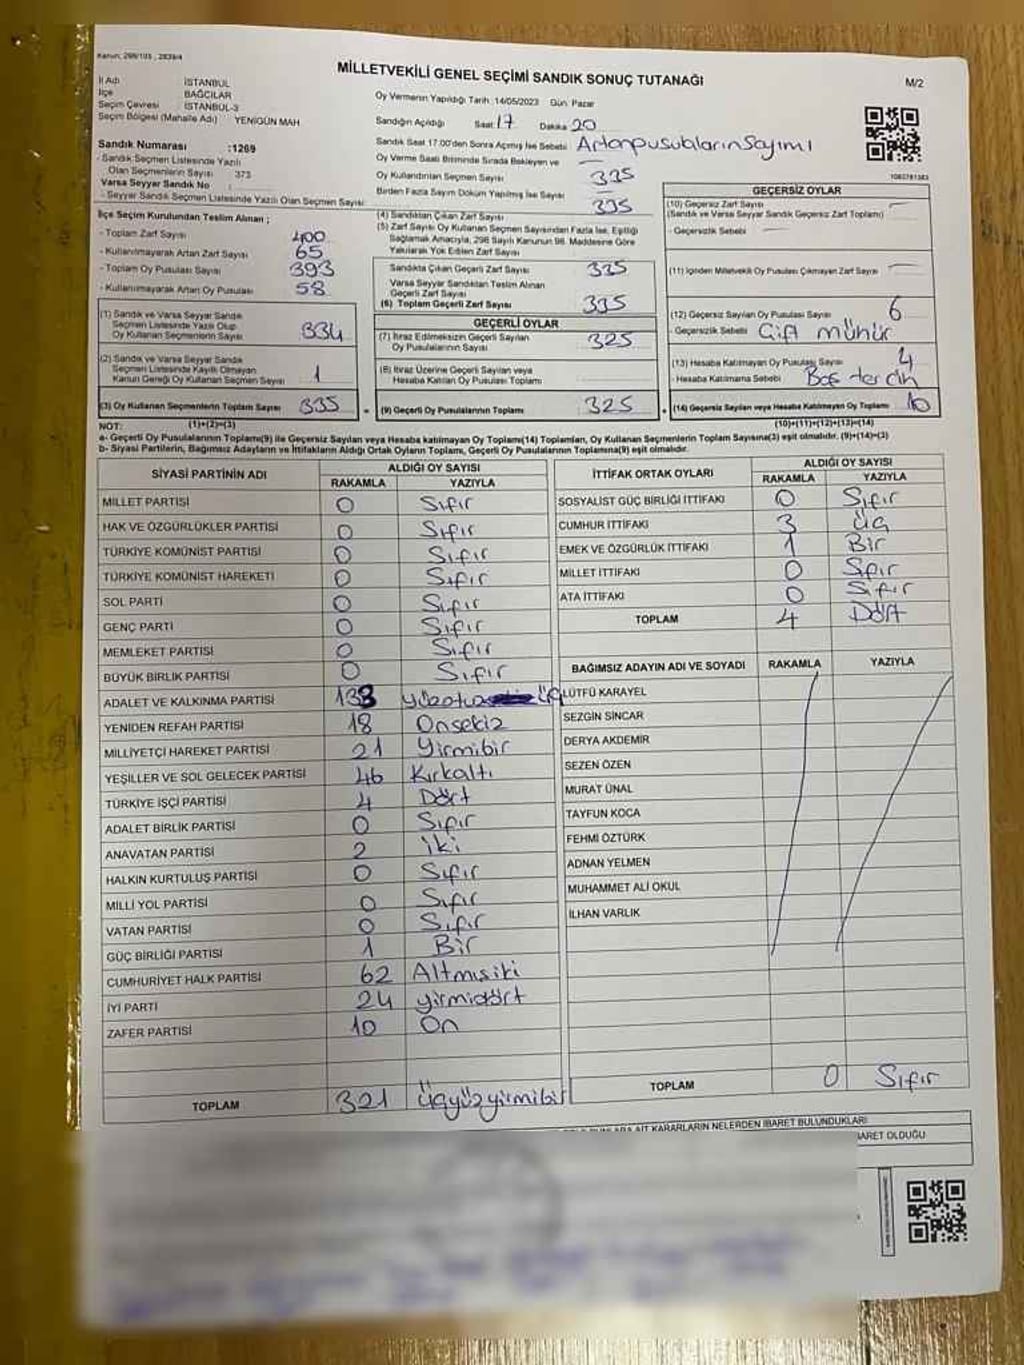 Kanun: 298/105 , 2839/4
MİLLETVEKİLİ GENEL SEÇİMİ SANDIK SONUÇ TUTANAĞI
M/2
İl Adı İSTANBUL
İlçe BAĞCILAR
Seçim Çevresi İSTANBUL-3
Seçim Bölgesi (Mahalle Adı) YENİGÜN MAH
Sandık Numarası :1269
- Sandık Seçmen Listesinde Yazılı
Olan Seçmenlerin Sayısı 373
Varsa Seyyar Sandık No :
- Seyyar Sandık Seçmen Listesinde Yazılı Olan Seçmen Sayısı
Oy Vermenin Yapıldığı Tarih :14/05/2023 Gün: Pazar
Sandığın Açıldığı Saat 17 Dakika 20
Sandık Saat 17.00'den Sonra Açmış İse Sebebi Artanpusulaların Sayımı
Oy Verme Saati Bitiminde Sırada Bekleyen ve
Oy Kullandırılan Seçmen Sayısı 335
Birden Fazla Sayım Döküm Yapılmış İse Sayısı
1060781383
İlçe Seçim Kurulundan Teslim Alınan ;
- Toplam Zarf Sayısı 400
- Kullanılmayarak Artan Zarf Sayısı 65
- Toplam Oy Pusulası Sayısı 393
- Kullanılmayarak Artan Oy Pusulası 58
(1) Sandık ve Varsa Seyyar Sandık
Seçmen Listesinde Yazılı Olup
Oy Kullanan Seçmenlerin Sayısı 334
(2) Sandık ve Varsa Seyyar Sandık
Seçmen Listesinde Kayıtlı Olmayan
Kanun Gereği Oy Kullanan Seçmen Sayısı 1
(3) Oy Kullanan Seçmenlerin Toplam Sayısı 335
(1)+(2)=(3)
(4) Sandıktan Çıkan Zarf Sayısı 335
(5) Zarf Sayısı Oy Kullanan Seçmen Sayısından Fazla İse, Eşitliği
Sağlamak Amacıyla, 298 Sayılı Kanunun 98. Maddesine Göre
Yakılarak Yok Edilen Zarf Sayısı
Sandıkta Çıkan Geçerli Zarf Sayısı 335
Varsa Seyyar Sandıktan Teslim Alınan
Geçerli Zarf Sayısı
(6) Toplam Geçerli Zarf Sayısı 335
GEÇERLİ OYLAR
(7) İtiraz Edilmeksizin Geçerli Sayılan
Oy Pusulalarının Sayısı 325
(8) İtiraz Üzerine Geçerli Sayılan veya
Hesaba Katılan Oy Pusulası Toplamı
(9) Geçerli Oy Pusulalarının Toplamı 325
GEÇERSİZ OYLAR
(10) Geçersiz Zarf Sayısı
(Sandık ve Varsa Seyyar Sandık Geçersiz Zarf Toplamı)
- Geçersizlik Sebebi
(11) İçinden Milletvekili Oy Pusulası Çıkmayan Zarf Sayısı
(12) Geçersiz Sayılan Oy Pusulası Sayısı 6
- Geçersizlik Sebebi Çift mühür
(13) Hesaba Katılmayan Oy Pusulası Sayısı 4
- Hesaba Katılmama Sebebi Boş tercih
(14) Geçersiz Sayılan veya Hesaba Katılmayan Oy Toplamı 10
(10)+(11)+(12)+(13)=(14)
NOT:
a- Geçerli Oy Pusulalarının Toplamı(9) ile Geçersiz Sayılan veya Hesaba katılmayan Oy Toplamı(14) Toplamları, Oy Kullanan Seçmenlerin Toplam Sayısına(3) eşit olmalıdır. (9)+(14)=(3)
b- Siyasi Partilerin, Bağımsız Adayların ve İttifakların Aldığı Ortak Oyların Toplamı, Geçerli Oy Pusulalarının Toplamına(9) eşit olmalıdır.
SİYASİ PARTİNİN ADI ALDIĞI OY SAYISI
RAKAMLA YAZIYLA
MİLLET PARTİSİ 0 Sıfır
HAK VE ÖZGÜRLÜKLER PARTİSİ 0 Sıfır
TÜRKİYE KOMÜNİST PARTİSİ 0 Sıfır
TÜRKİYE KOMÜNİST HAREKETİ 0 Sıfır
SOL PARTİ 0 Sıfır
GENÇ PARTİ 0 Sıfır
MEMLEKET PARTİSİ 0 Sıfır
BÜYÜK BİRLİK PARTİSİ 0 Sıfır
ADALET VE KALKINMA PARTİSİ 133
YENİDEN REFAH PARTİSİ 18 Onsekiz
MİLLİYETÇİ HAREKET PARTİSİ 21 Yirmibir
YEŞİLLER VE SOL GELECEK PARTİSİ 46 Kırkaltı
TÜRKİYE İŞÇİ PARTİSİ 4 Dört
ADALET BİRLİK PARTİSİ 0 Sıfır
ANAVATAN PARTİSİ 2 İki
HALKIN KURTULUŞ PARTİSİ 0 Sıfır
MİLLİ YOL PARTİSİ 0 Sıfır
VATAN PARTİSİ 0 Sıfır
GÜÇ BİRLİĞİ PARTİSİ 1 Bir
CUMHURİYET HALK PARTİSİ 62 Altmışiki
İYİ PARTİ 24 yirmidört
ZAFER PARTİSİ 10 On
TOPLAM 321 Üçyüzyirmibir
İTTİFAK ORTAK OYLARI ALDIĞI OY SAYISI
RAKAMLA YAZIYLA
SOSYALİST GÜÇ BİRLİĞİ İTTİFAKI 0 Sıfır
CUMHUR İTTİFAKI 3 Üç
EMEK VE ÖZGÜRLÜK İTTİFAKI 1 Bir
MİLLET İTTİFAKI 0 Sıfır
ATA İTTİFAKI 0 Sıfır
TOPLAM 4 Dört
BAĞIMSIZ ADAYIN ADI VE SOYADI RAKAMLA YAZIYLA
LÜTFÜ KARAYEL
SEZGİN SİNCAR
DERYA AKDEMİR
SEZEN ÖZEN
MURAT ÜNAL
TAYFUN KOCA
FEHMİ ÖZTÜRK
ADNAN YELMEN
MUHAMMET ALİ OKUL
İLHAN VARLIK
TOPLAM 0 Sıfır
AİT KARARLARIN NELERDEN İBARET BULUNDUKLARI
OLDUĞU